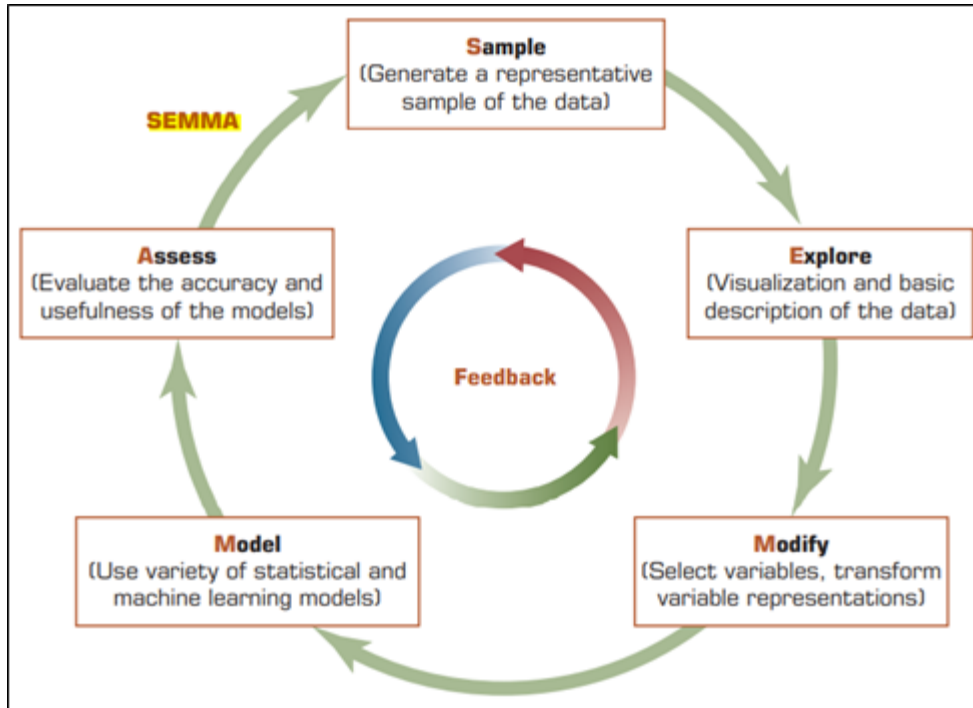 Sample
(Generate a representative
sample of the data)
SEMMA
Assess
(Evaluate the accuracy and
usefulness of the models)
Explore
(Visualization and basic
description of the data)
Feedback
Model
(Use variety of statistical and
machine learning models)
Modify
(Select variables, transform
variable representations)